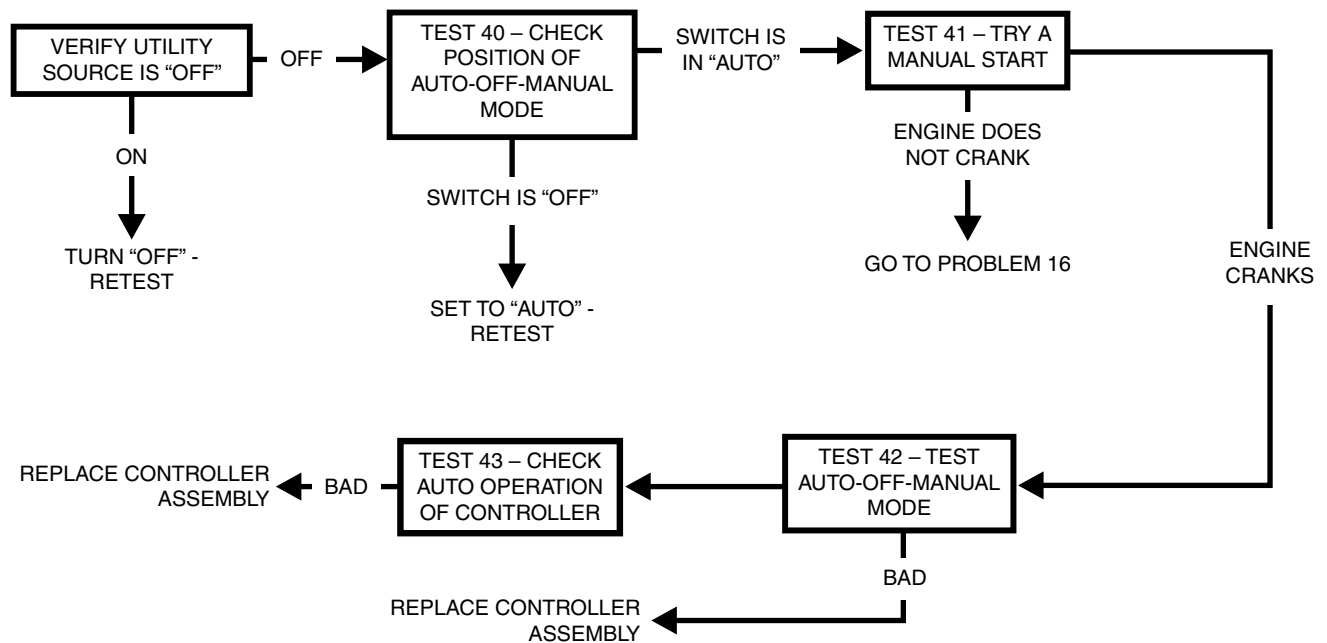 VERIFY UTILITY
SOURCE IS “OFF”
OFF
TEST 40 – CHECK
POSITION OF
AUTO-OFF-MANUAL
MODE
SWITCH IS
IN “AUTO”
TEST 41 – TRY A
MANUAL START
ON
TURN “OFF” -
RETEST
SWITCH IS “OFF”
SET TO “AUTO” -
RETEST
ENGINE DOES
NOT CRANK
GO TO PROBLEM 16
ENGINE
CRANKS
TEST 42 – TEST
AUTO-OFF-MANUAL
MODE
BAD
REPLACE CONTROLLER
ASSEMBLY
TEST 43 – CHECK
AUTO OPERATION
OF CONTROLLER
BAD
REPLACE CONTROLLER
ASSEMBLY